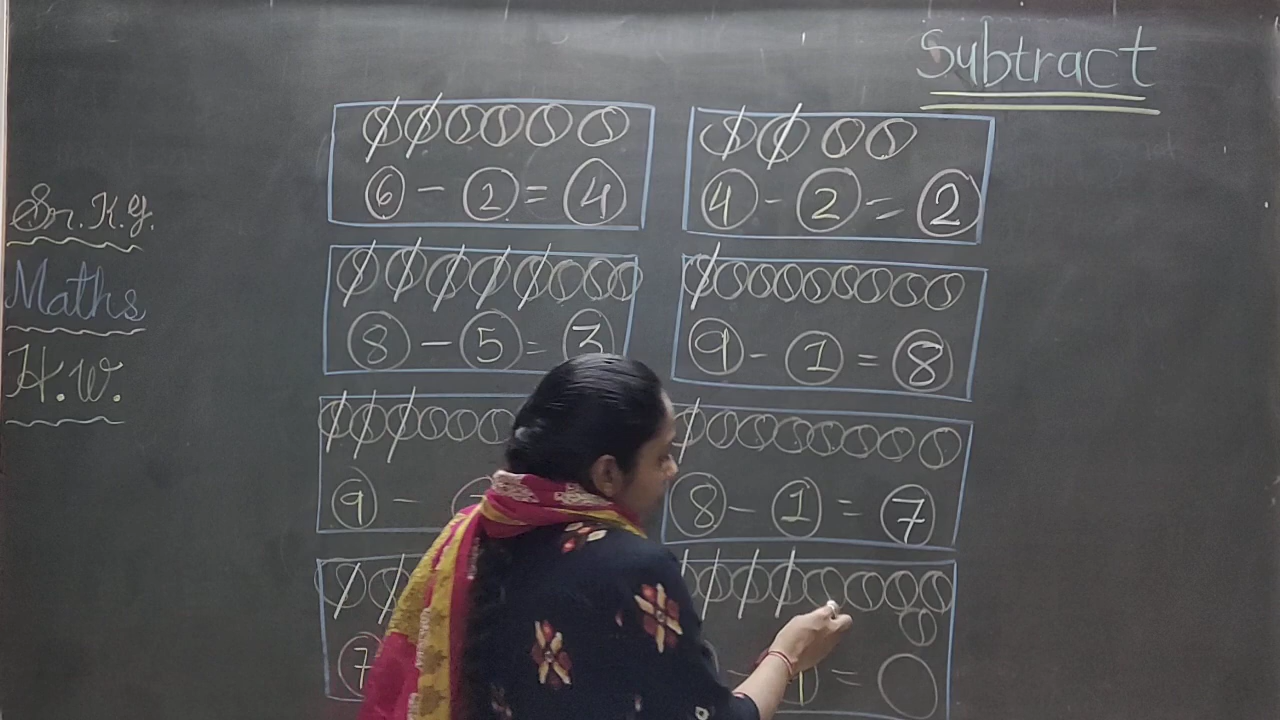 Subtract
Sr. K.G.
Maths
H.W.
6 - 2 = 4
4 - 2 = 2
8 - 5 = 3
9 - 1 = 8
9 -
8 - 1 = 7
7
=